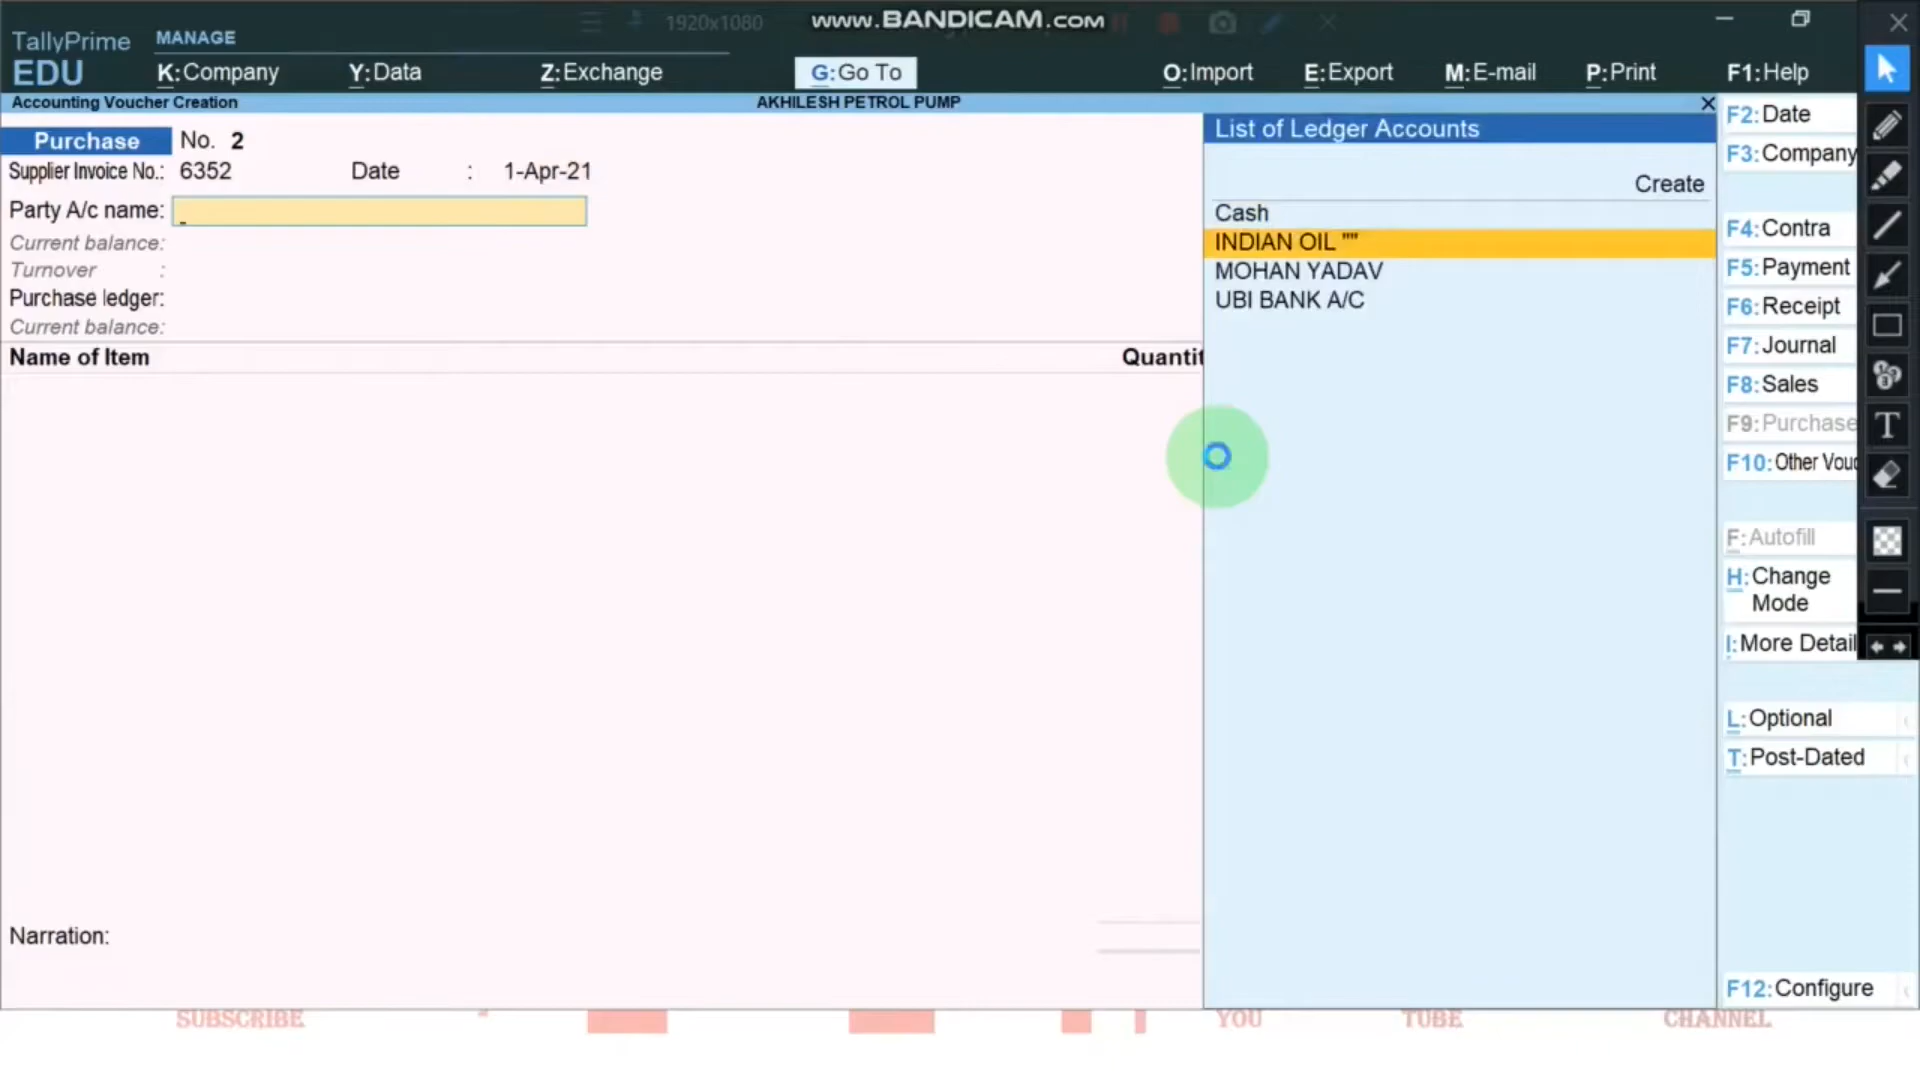 1920x1080
www.BANDICAM.com
TallyPrime
EDU
MANAGE
K:Company
Y:Data
Z:Exchange
G:Go To
O:Import
E:Export
M:E-mail
P:Print
F1:Help
Accounting Voucher Creation
AKHILESH PETROL PUMP
Purchase No. 2
Supplier Invoice No.: 6352 Date : 1-Apr-21
Party A/c name:
Current balance:
Turnover :
Purchase ledger:
Current balance:
Name of Item Quantit
Narration:
List of Ledger Accounts
Create
Cash
INDIAN OIL ""
MOHAN YADAV
UBI BANK A/C
F2:Date
F3:Company
F4:Contra
F5:Payment
F6:Receipt
F7:Journal
F8:Sales
F9:Purchase
F10:Other Vouc
F:Autofill
H:Change
Mode
I:More Detail
L:Optional
T:Post-Dated
F12:Configure
SUBSCRIBE YOU TUBE CHANNEL